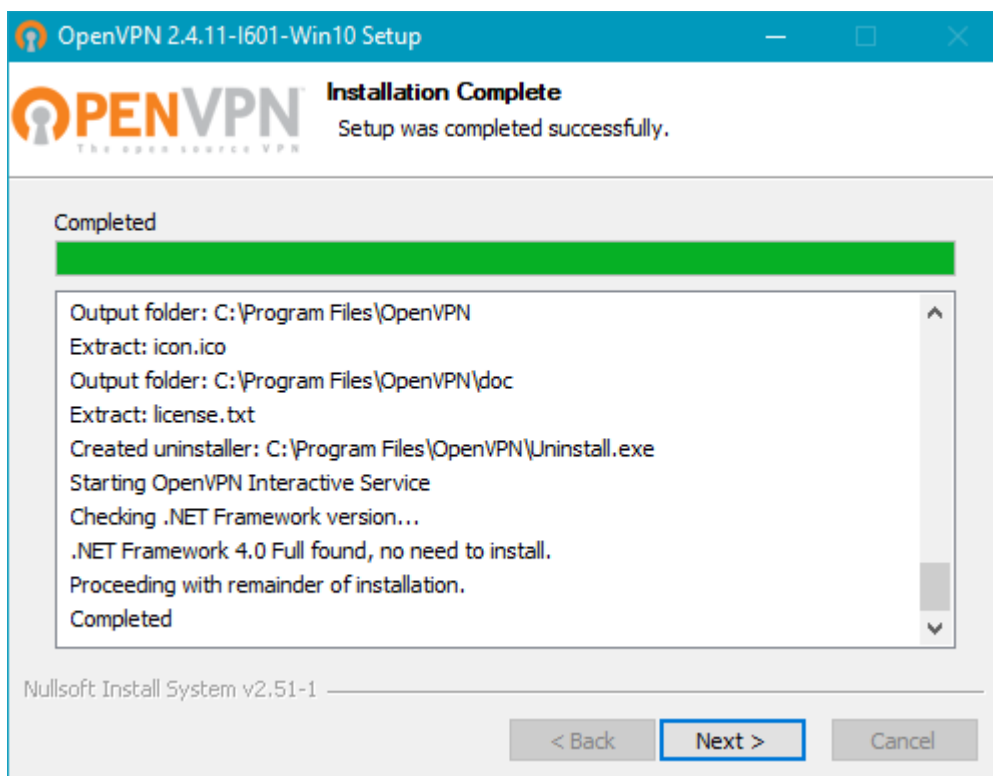 OpenVPN 2.4.11-I601-Win10 Setup
OPENVPN
The open source VPN
Installation Complete
Setup was completed successfully.
Completed
Output folder: C:\Program Files\OpenVPN
Extract: icon.ico
Output folder: C:\Program Files\OpenVPN\doc
Extract: license.txt
Created uninstaller: C:\Program Files\OpenVPN\Uninstall.exe
Starting OpenVPN Interactive Service
Checking .NET Framework version...
.NET Framework 4.0 Full found, no need to install.
Proceeding with remainder of installation.
Completed
Nullsoft Install System v2.51-1
< Back Next > Cancel